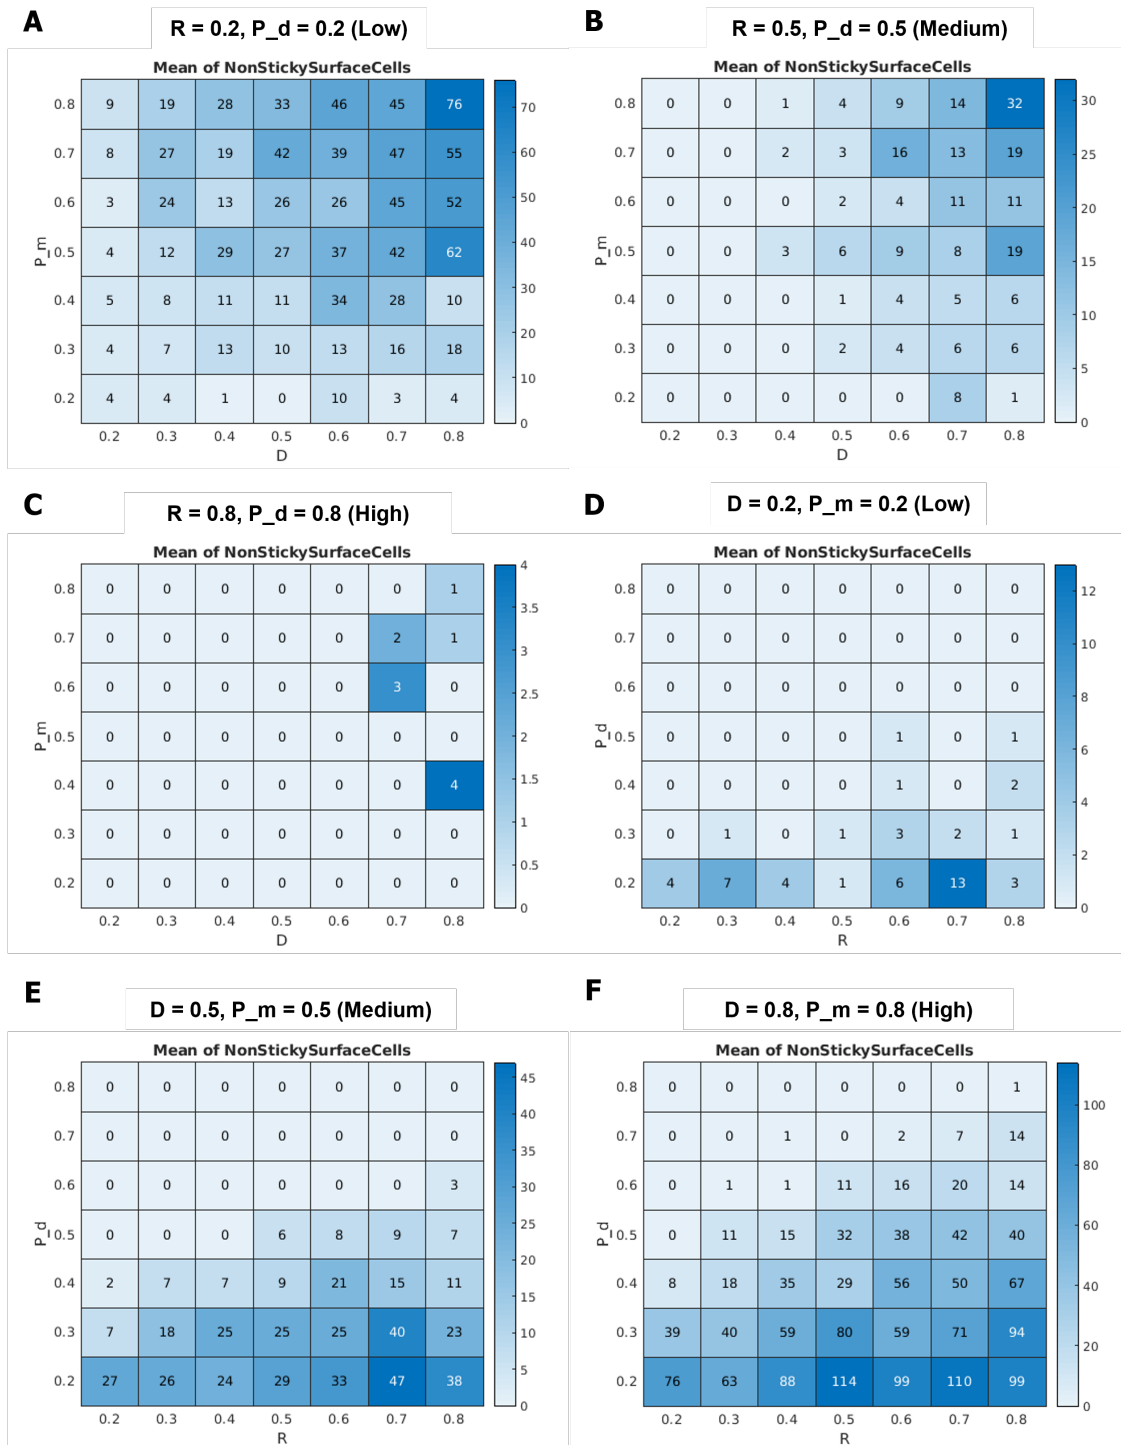 A
R = 0.2, P_d = 0.2 (Low)
Mean of NonStickySurfaceCells
P_m
0.8 9 19 28 33 46 45 76
0.7 8 27 19 42 39 47 55
0.6 3 24 13 26 26 45 52
0.5 4 12 29 27 37 42 62
0.4 5 8 11 11 34 28 10
0.3 4 7 13 10 13 16 18
0.2 4 4 1 0 10 3 4
0.2 0.3 0.4 0.5 0.6 0.7 0.8
D
70
60
50
40
30
20
10
0
B
R = 0.5, P_d = 0.5 (Medium)
Mean of NonStickySurfaceCells
P_m
0.8 0 0 1 4 9 14 32
0.7 0 0 2 3 16 13 19
0.6 0 0 0 2 4 11 11
0.5 0 0 3 6 9 8 19
0.4 0 0 0 1 4 5 6
0.3 0 0 0 2 4 6 6
0.2 0 0 0 0 0 8 1
0.2 0.3 0.4 0.5 0.6 0.7 0.8
D
30
25
20
15
10
5
0
C
R = 0.8, P_d = 0.8 (High)
Mean of NonStickySurfaceCells
P_m
0.8 0 0 0 0 0 0 1
0.7 0 0 0 0 0 2 1
0.6 0 0 0 0 0 3 0
0.5 0 0 0 0 0 0 0
0.4 0 0 0 0 0 0 4
0.3 0 0 0 0 0 0 0
0.2 0 0 0 0 0 0 0
0.2 0.3 0.4 0.5 0.6 0.7 0.8
D
4
3.5
3
2.5
2
1.5
1
0.5
0
D
D = 0.2, P_m = 0.2 (Low)
Mean of NonStickySurfaceCells
P_d
0.8 0 0 0 0 0 0 0
0.7 0 0 0 0 0 0 0
0.6 0 0 0 0 0 0 0
0.5 0 0 0 0 1 0 1
0.4 0 0 0 0 1 0 2
0.3 0 1 0 1 3 2 1
0.2 4 7 4 1 6 13 3
0.2 0.3 0.4 0.5 0.6 0.7 0.8
R
12
10
8
6
4
2
0
E
D = 0.5, P_m = 0.5 (Medium)
Mean of NonStickySurfaceCells
P_d
0.8 0 0 0 0 0 0 0
0.7 0 0 0 0 0 0 0
0.6 0 0 0 0 0 0 3
0.5 0 0 0 6 8 9 7
0.4 2 7 7 9 21 15 11
0.3 7 18 25 25 25 40 23
0.2 27 26 24 29 33 47 38
0.2 0.3 0.4 0.5 0.6 0.7 0.8
R
45
40
35
30
25
20
15
10
5
0
F
D = 0.8, P_m = 0.8 (High)
Mean of NonStickySurfaceCells
P_d
0.8 0 0 0 0 0 0 1
0.7 0 0 1 0 2 7 14
0.6 0 1 1 11 16 20 14
0.5 0 11 15 32 38 42 40
0.4 8 18 35 29 56 50 67
0.3 39 40 59 80 59 71 94
0.2 76 63 88 114 99 110 99
0.2 0.3 0.4 0.5 0.6 0.7 0.8
R
100
80
60
40
20
0